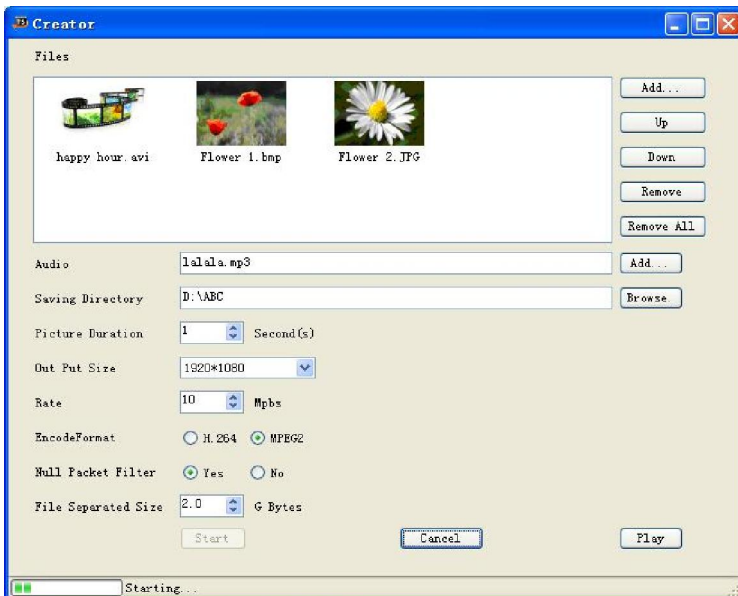 Creator
Files
happy hour.avi Flower 1.bmp Flower 2.JPG
Add...
Up
Down
Remove
Remove All
Audio lalala.mp3 Add...
Saving Directory D:\ABC Browse
Picture Duration 1 Second(s)
Out Put Size 1920*1080
Rate 10 Mpbs
EncodeFormat H.264 MPEG2
Null Packet Filter Yes No
File Separated Size 2.0 G Bytes
Start Cancel Play
Starting...